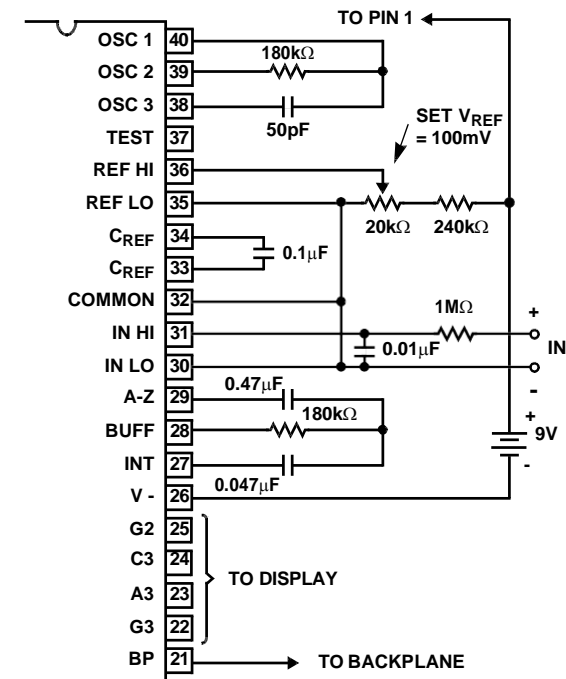 TO PIN 1
OSC 1 40
180kΩ
OSC 2 39
OSC 3 38
50pF
SET VREF
= 100mV
TEST 37
REF HI 36
REF LO 35
20kΩ 240kΩ
CREF 34
0.1µF
CREF 33
COMMON 32
1MΩ
+
IN HI 31
0.01µF
IN
IN LO 30
-
0.47µF
A-Z 29
180kΩ
+
BUFF 28
9V
INT 27
-
0.047µF
V - 26
G2 25
C3 24
TO DISPLAY
A3 23
G3 22
BP 21
TO BACKPLANE